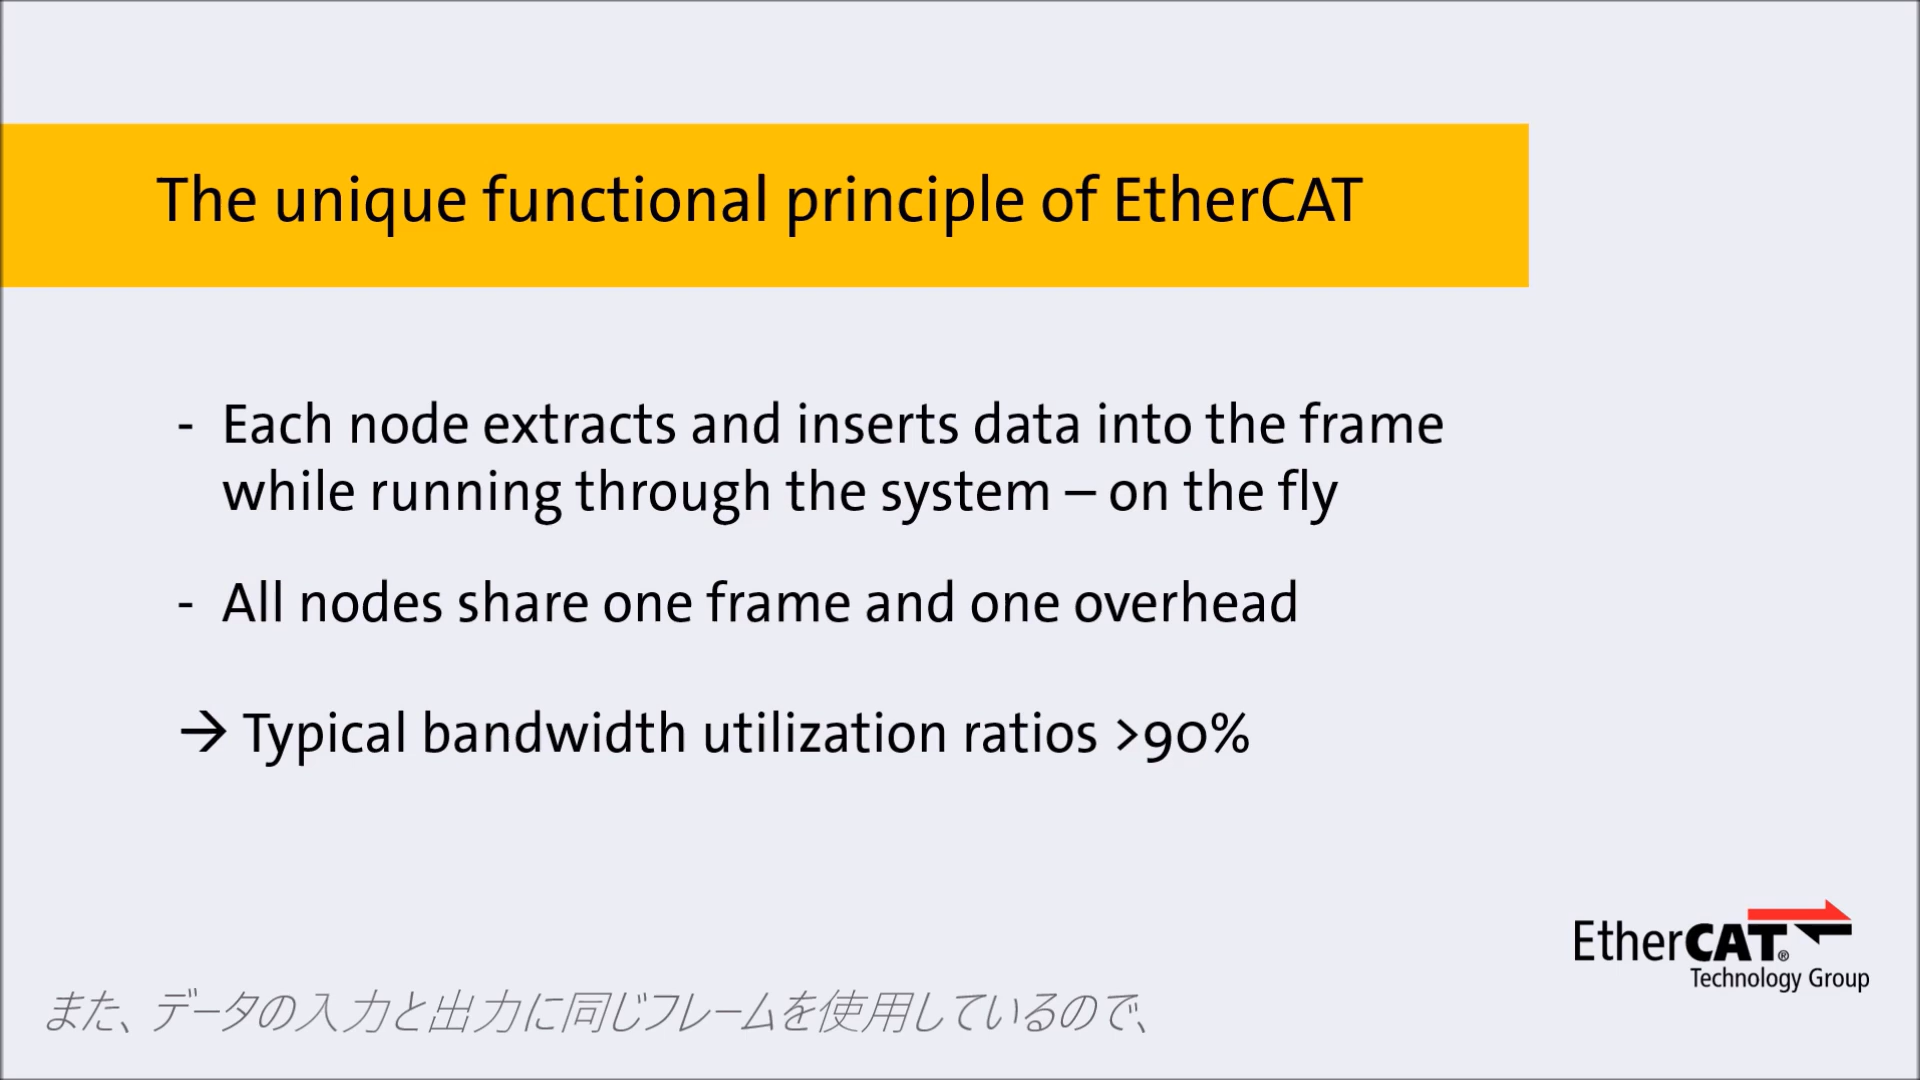 The unique functional principle of EtherCAT
- Each node extracts and inserts data into the frame
while running through the system – on the fly
- All nodes share one frame and one overhead
→ Typical bandwidth utilization ratios >90%
EtherCAT®
Technology Group
また、データの入力と出力に同じフレームを使用しているので、